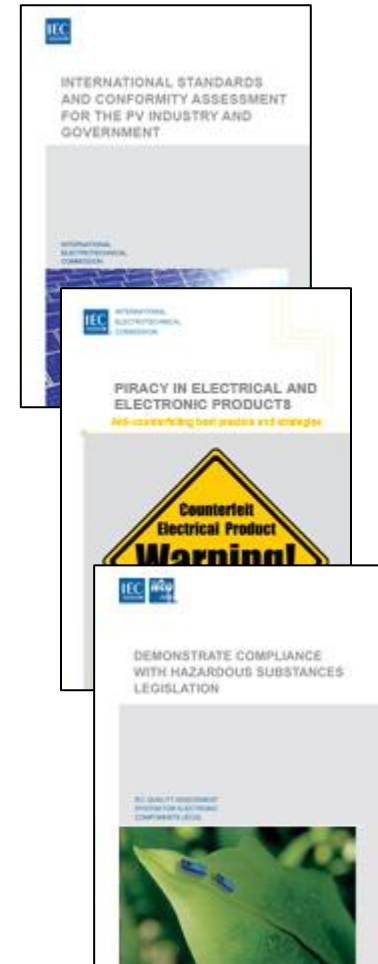 IEC
INTERNATIONAL STANDARDS
AND CONFORMITY ASSESSMENT
FOR THE PV INDUSTRY AND
GOVERNMENT
INTERNATIONAL
ELECTROTECHNICAL
COMMISSION
IEC
INTERNATIONAL
ELECTROTECHNICAL
COMMISSION
PIRACY IN ELECTRICAL AND
ELECTRONIC PRODUCTS
Anti-counterfeiting best practice and strategies
Counterfeit
Electrical Product
Warning!
IEC
DEMONSTRATE COMPLIANCE
WITH HAZARDOUS SUBSTANCES
LEGISLATION
IEC QUALITY ASSESSMENT
SYSTEM FOR ELECTRONIC
COMPONENTS (IECQ)